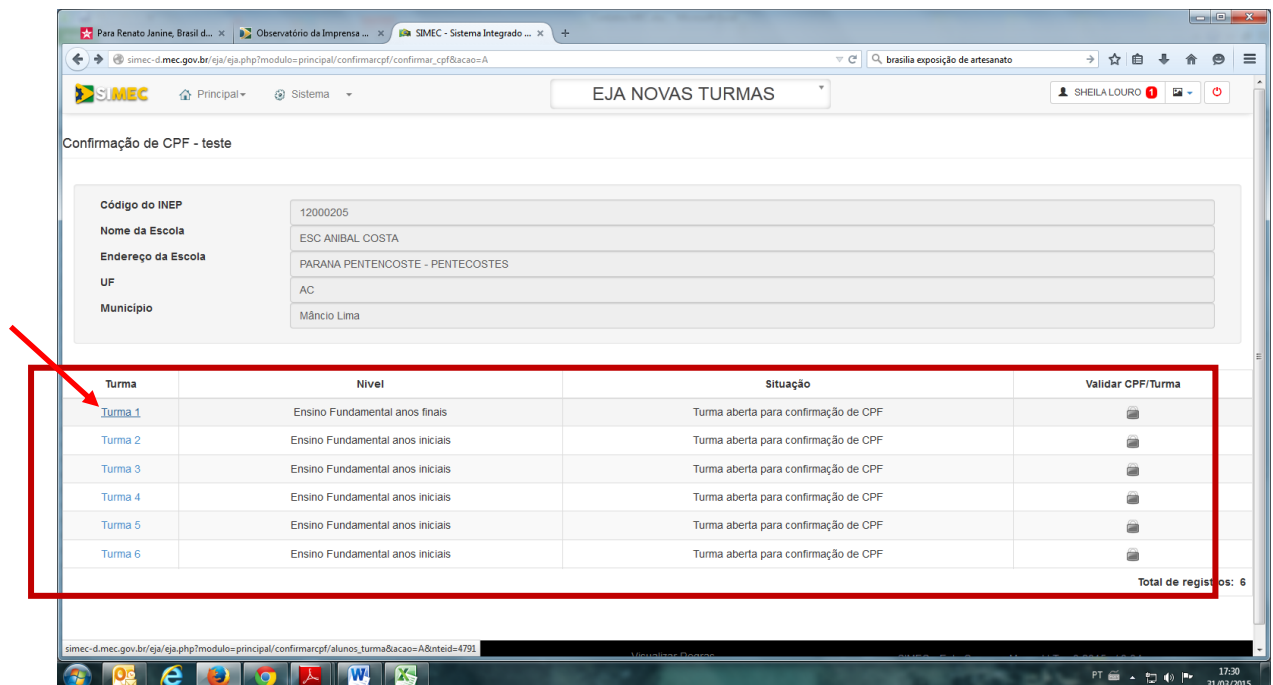 Para Renato Janine, Brasil d... × Observatório da Imprensa ... × SIMEC - Sistema Integrado ... × +
simec-d.mec.gov.br/eja/eja.php?modulo=principal/confirmarcpf/confirmar_cpf&acao=A brasilia exposição de artesanato
SIMEC Principal Sistema EJA NOVAS TURMAS SHEILA LOURO 1
Confirmação de CPF - teste
Código do INEP 12000205
Nome da Escola ESC ANIBAL COSTA
Endereço da Escola PARANA PENTENCOSTE - PENTECOSTES
UF AC
Município Mâncio Lima
Turma Nivel Situação Validar CPF/Turma
Turma 1 Ensino Fundamental anos finais Turma aberta para confirmação de CPF
Turma 2 Ensino Fundamental anos iniciais Turma aberta para confirmação de CPF
Turma 3 Ensino Fundamental anos iniciais Turma aberta para confirmação de CPF
Turma 4 Ensino Fundamental anos iniciais Turma aberta para confirmação de CPF
Turma 5 Ensino Fundamental anos iniciais Turma aberta para confirmação de CPF
Turma 6 Ensino Fundamental anos iniciais Turma aberta para confirmação de CPF
Total de registros: 6
simec-d.mec.gov.br/eja/eja.php?modulo=principal/confirmarcpf/alunos_turma&acao=A&nteid=4791 Visualizar Regras
PT 17:30
31/03/2015